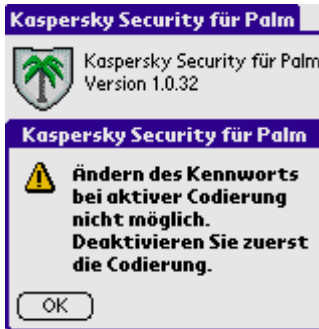 Kaspersky Security für Palm
Kaspersky Security für Palm
Version 1.0.32
Kaspersky Security für Palm
Ändern des Kennworts
bei aktiver Codierung
nicht möglich.
Deaktivieren Sie zuerst
die Codierung.
OK